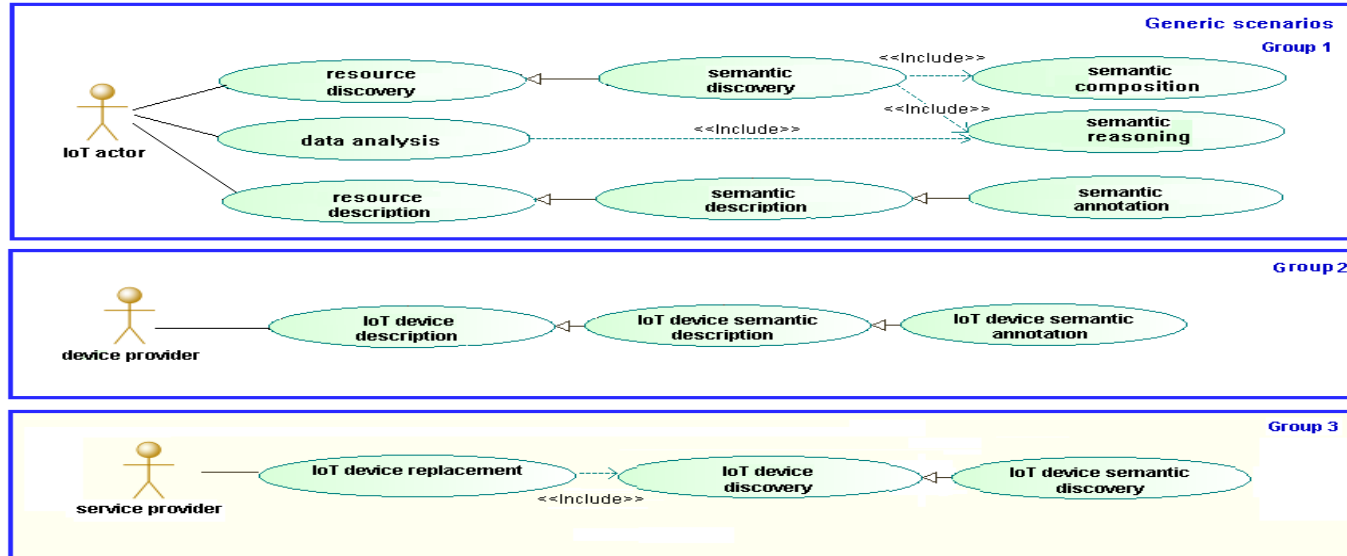 Generic scenarios
Group 1
<<Include>>
resource
discovery
semantic
discovery
semantic
composition
<<Include>>
IoT actor
data analysis
<<Include>>
semantic
reasoning
resource
description
semantic
description
semantic
annotation
Group 2
device provider
IoT device
description
IoT device semantic
description
IoT device semantic
annotation
Group 3
service provider
IoT device replacement
<<Include>>
IoT device
discovery
IoT device semantic
discovery